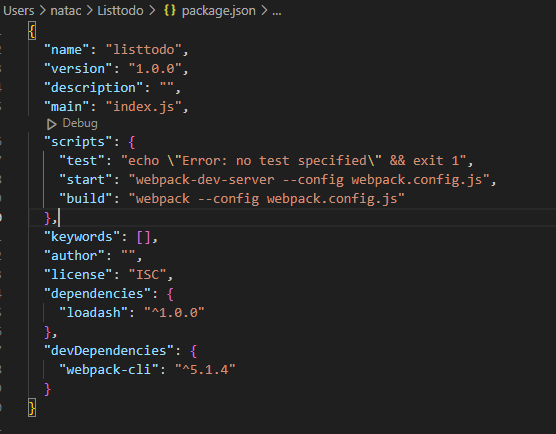 Users > natac > Listtodo > {} package.json > ...
{
"name": "listtodo",
"version": "1.0.0",
"description": "",
"main": "index.js",
Debug
"scripts": {
"test": "echo \"Error: no test specified\" && exit 1",
"start": "webpack-dev-server --config webpack.config.js",
"build": "webpack --config webpack.config.js"
},
"keywords": [],
"author": "",
"license": "ISC",
"dependencies": {
"loadash": "^1.0.0"
},
"devDependencies": {
"webpack-cli": "^5.1.4"
}
}